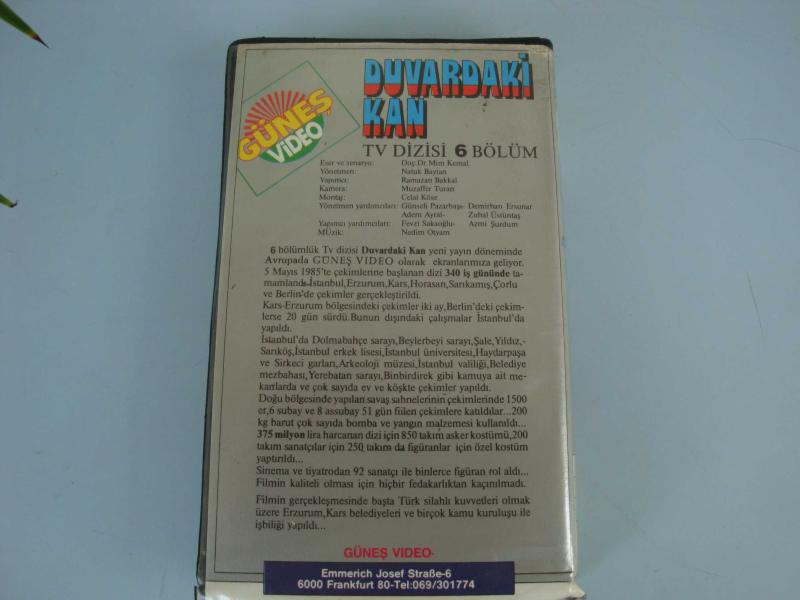 GÜNEŞ
VİDEO
DUVARDAKİ
KAN
TV DİZİSİ 6 BÖLÜM
Eser ve senaryo: Doç.Dr.Mim Kemal
Yönetmen: Natuk Baytan
Yapımcı: Ramazan Bakkal
Kamera: Muzaffer Turan
Montaj: Celal Köse
Yönetmen yardımcıları: Günseli Pazarbaşı- Demirhan Ersunar
Adem Ayral- Zuhal Üstüntaş
Yapımcı yardımcıları: Fevzi Sakaoğlu- Azmi Şurdum
MÜzik: Nedim Otyam
6 bölümlük Tv dizisi Duvardaki Kan yeni yayın döneminde
Avrupada GÜNEŞ VİDEO olarak ekranlarımıza geliyor.
5 Mayıs 1985'te çekimlerine başlanan dizi 340 iş gününde ta-
mamlandı.İstanbul,Erzurum,Kars,Horasan,Sarıkamış,Çorlu
ve Berlin'de çekimler gerçekleştirildi.
Kars-Erzurum bölgesindeki çekimler iki ay,Berlin'deki çekim-
lerse 20 gün sürdü.Bunun dışındaki çalışmalar İstanbul'da
yapıldı.
İstanbul'da Dolmabahçe sarayı,Beylerbeyi sarayı,Şale,Yıldız,-
Sarıköş,İstanbul erkek lisesi,İstanbul üniversitesi,Haydarpaşa
ve Sirkeci garları,Arkeoloji müzesi,İstanbul valiliği,Belediye
mezbahası,Yerebatan sarayı,Binbirdirek gibi kamuya ait me-
kanlarda ve çok sayıda ev ve köşkte çekimler yapıldı.
Doğu bölgesinde yapılan savaş sahnelerinin çekimlerinde 1500
er,6 subay ve 8 assubay 51 gün fiilen çekimlere katıldılar...200
kg barut çok sayıda bomba ve yangın malzemesi kullanıldı...
375 milyon lira harcanan dizi için 850 takım asker kostümü,200
takım sanatçılar için 250 takım da figüranlar için özel kostüm
yaptırıldı...
Sinema ve tiyatrodan 92 sanatçı ile binlerce figüran rol aldı...
Filmin kaliteli olması için hiçbir fedakarlıktan kaçınılmadı.
Filmin gerçekleşmesinde başta Türk silahlı kuvvetleri olmak
üzere Erzurum,Kars belediyeleri ve birçok kamu kuruluşu ile
işbiliği yapıldı...
GÜNEŞ VIDEO-
Emmerich Josef Straße-6
6000 Frankfurt 80-Tel:069/301774